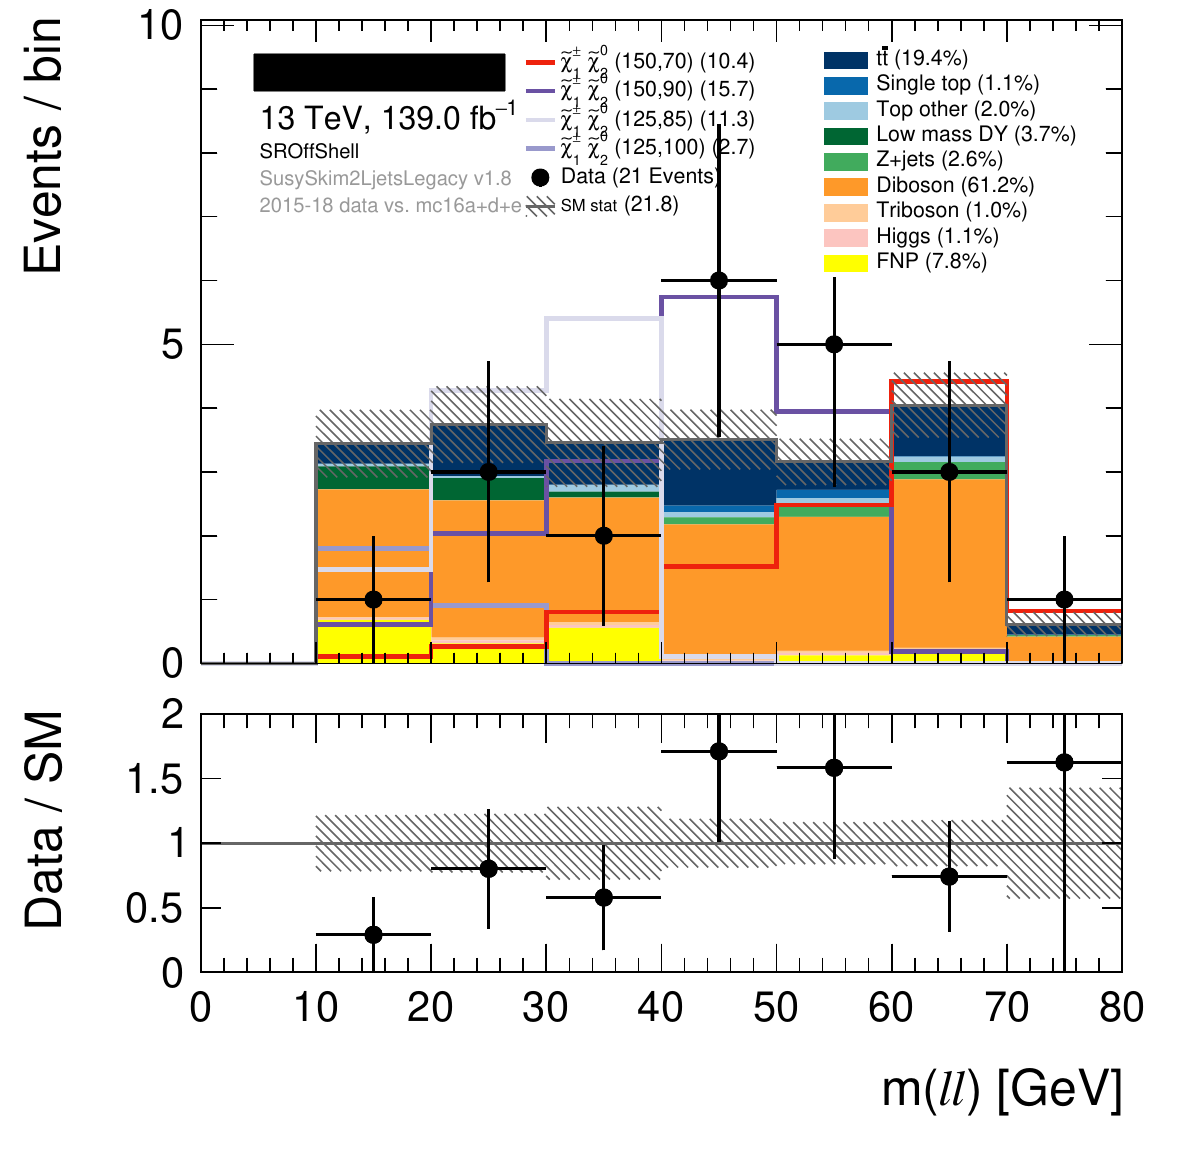 Events / bin
10
5
0
13 TeV, 139.0 fb⁻¹
SROffShell
SusySkim2LjetsLegacy v1.8
2015-18 data vs. mc16a+d+e
χ̃₁± χ̃₂⁰ (150,70) (10.4)
χ̃₁± χ̃₂⁰ (150,90) (15.7)
χ̃₁± χ̃₂⁰ (125,85) (11.3)
χ̃₁± χ̃₂⁰ (125,100) (2.7)
Data (21 Events)
SM stat (21.8)
tt̄ (19.4%)
Single top (1.1%)
Top other (2.0%)
Low mass DY (3.7%)
Z+jets (2.6%)
Diboson (61.2%)
Triboson (1.0%)
Higgs (1.1%)
FNP (7.8%)
Data / SM
2
1.5
1
0.5
0
0 10 20 30 40 50 60 70 80
m(ll) [GeV]